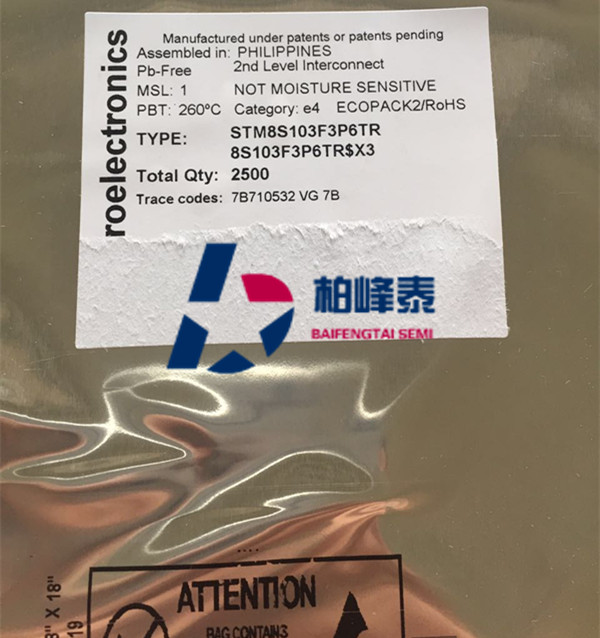 roelectronics
Manufactured under patents or patents pending
Assembled in: PHILIPPINES
Pb-Free 2nd Level Interconnect
MSL: 1 NOT MOISTURE SENSITIVE
PBT: 260ºC Category: e4 ECOPACK2/RoHS
TYPE: STM8S103F3P6TR
8S103F3P6TR$X3
Total Qty: 2500
Trace codes: 7B710532 VG 7B
柏峰泰
BAIFENGTAI SEMI
ATTENTION
BAG CONTAINS
X 18"
19